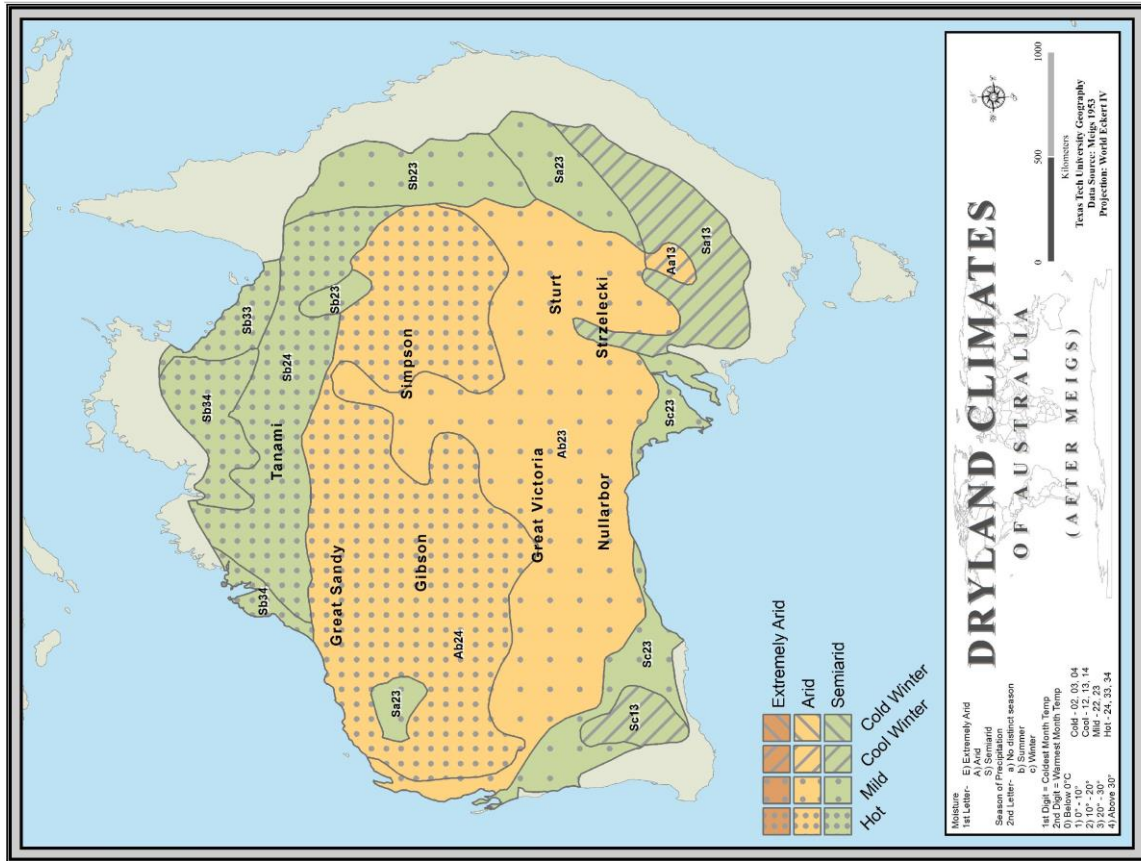 Sb34
Sb33
Sb34
Sb24
Tanami
Sb23
Sb23
Great Sandy
Simpson
Gibson
Sa23
Ab24
Sa23
Great Victoria
Ab23
Sturt
Strzelecki
Nullarbor
Aa13
Sa13
Sc23
Sc23
Sc13
Extremely Arid
Arid
Semiarid
Hot
Mild
Cool Winter
Cold Winter
Moisture
1st Letter- E) Extremely Arid
A) Arid
S) Semiarid
Season of Precipitation
2nd Letter- a) No distinct season
b) Summer
c) Winter
1st Digit = Coldest Month Temp
2nd Digit = Warmest Month Temp
0) Below 0°C
1) 0° - 10°
2) 10° - 20°
3) 20° - 30°
4) Above 30°
Cold - 02, 03, 04
Cool - 12, 13, 14
Mild - 22, 23
Hot - 24, 33, 34
DRYLAND CLIMATES
OF AUSTRALIA
(AFTER MEIGS)
0 500 1000
Kilometers
Texas Tech University Geography
Data Source: Meigs 1953
Projection: World Eckert IV